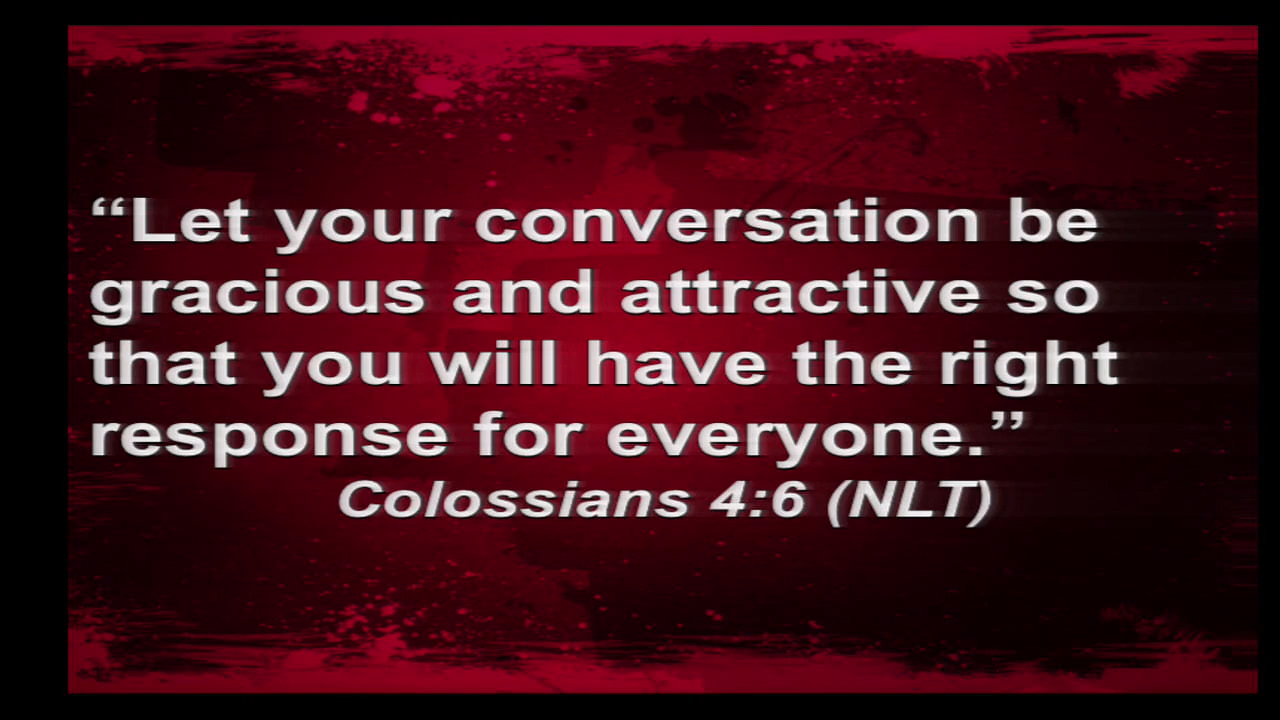 “Let your conversation be
gracious and attractive so
that you will have the right
response for everyone.”
Colossians 4:6 (NLT)